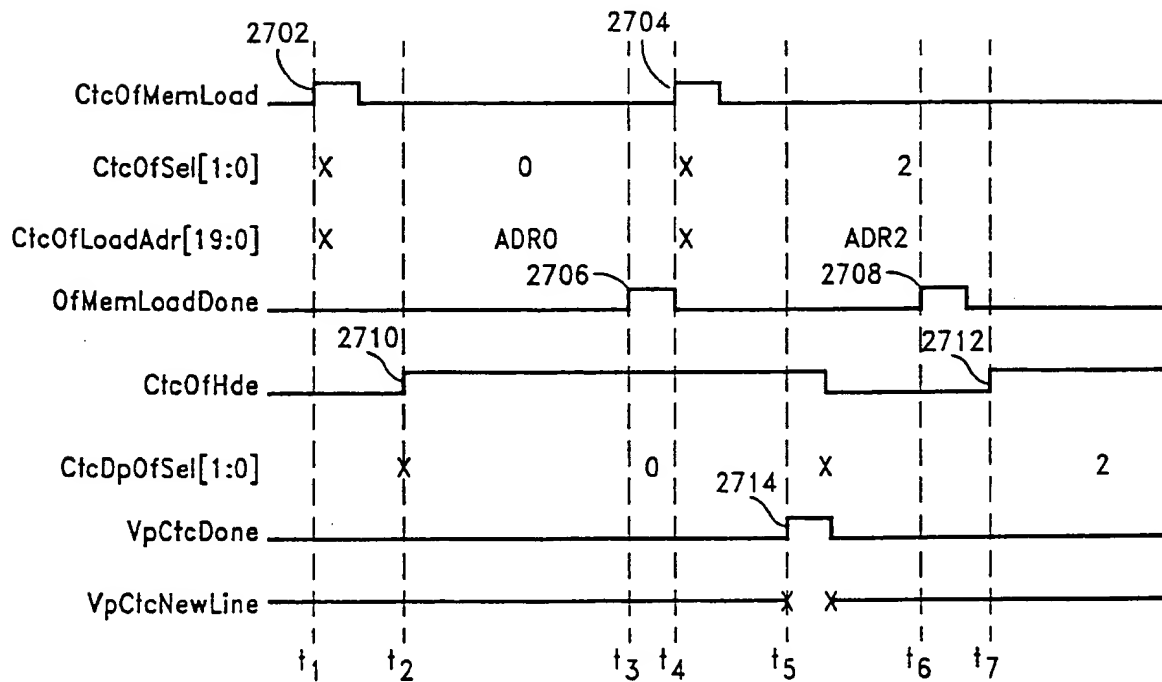 2702
2704
CtcOfMemLoad
CtcOfSel[1:0] X 0 X 2
CtcOfLoadAdr[19:0] X ADR0 X ADR2
2706
2708
OfMemLoadDone
2710
2712
CtcOfHde
CtcDpOfSel[1:0] X 0 X 2
2714
VpCtcDone
VpCtcNewLine X X
t1 t2 t3 t4 t5 t6 t7